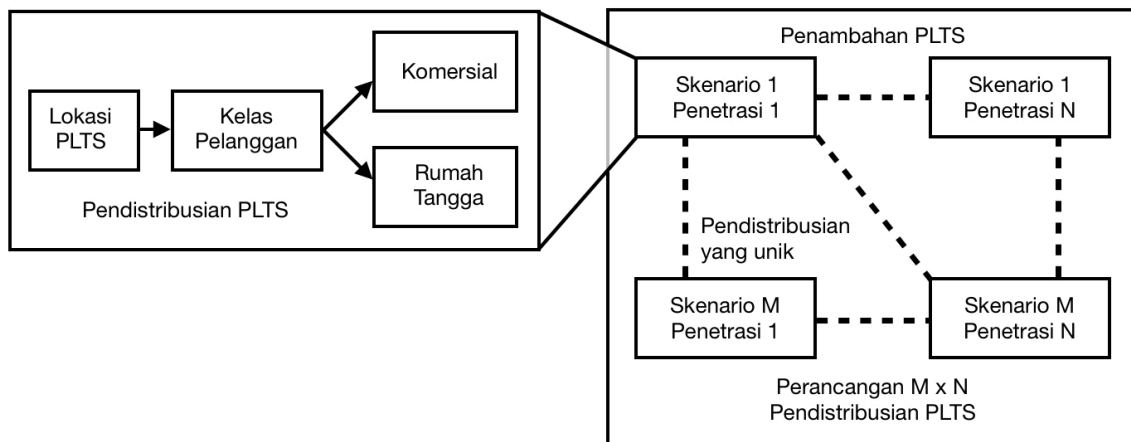 Lokasi
PLTS
Kelas
Pelanggan
Komersial
Rumah
Tangga
Pendistribusian PLTS
Penambahan PLTS
Skenario 1
Penetrasi 1
Skenario 1
Penetrasi N
Pendistribusian
yang unik
Skenario M
Penetrasi 1
Skenario M
Penetrasi N
Perancangan M x N
Pendistribusian PLTS